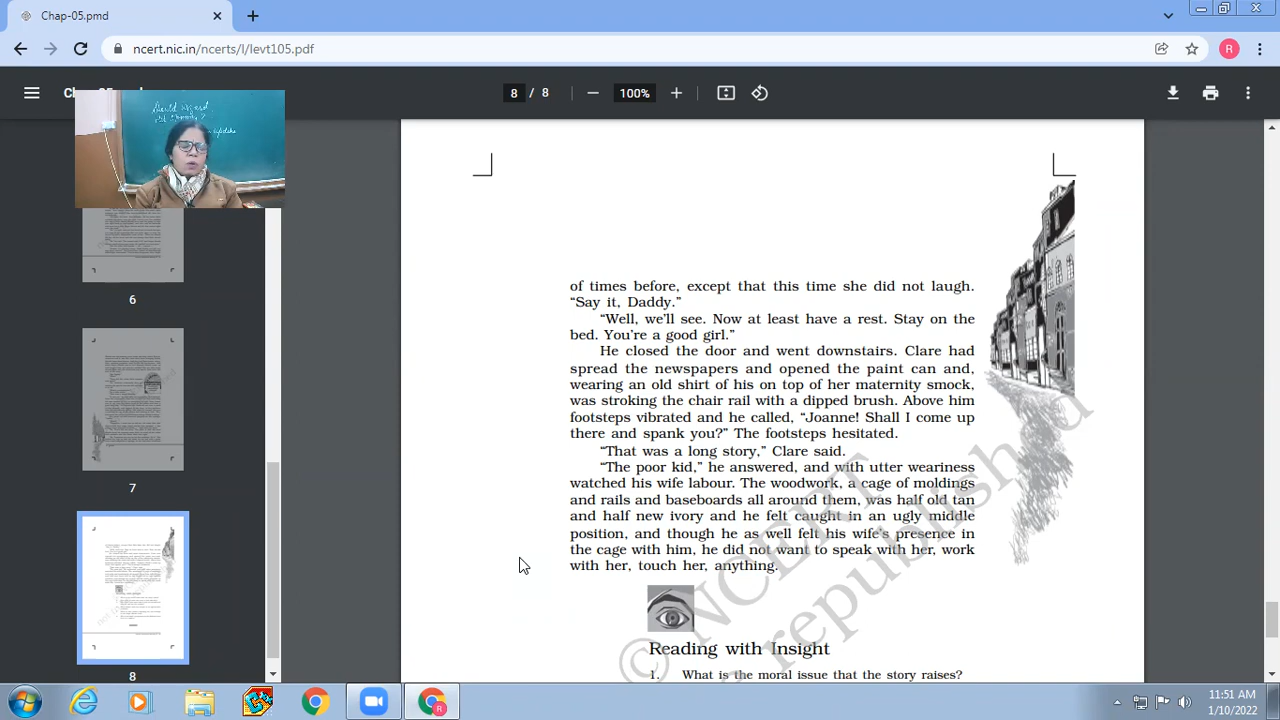 Chap-05.pmd
ncert.nic.in/ncerts/l/levt105.pdf
R
8 / 8
100%
6
7
8
of times before, except that this time she did not laugh.
“Say it, Daddy.”
“Well, we’ll see. Now at least have a rest. Stay on the
bed. You’re a good girl.”
He closed the door and went downstairs. Clare had
spread the newspapers and opened the paint can and,
wearing an old shirt of his on top of her maternity smock,
was stroking the chair rail with a dipped brush. Above him
footsteps vibrated and he called, “Joanne! Shall I come up
there and spank you?” The footsteps hesitated.
“That was a long story,” Clare said.
“The poor kid,” he answered, and with utter weariness
watched his wife labour. The woodwork, a cage of moldings
and rails and baseboards all around them, was half old tan
and half new ivory and he felt caught in an ugly middle
position, and though he as well felt his wife’s presence in
the cage with him, he did not want to speak with her, work
with her, touch her, anything.
Reading with Insight
1. What is the moral issue that the story raises?
© NCERT
republished
R
11:51 AM
1/10/2022